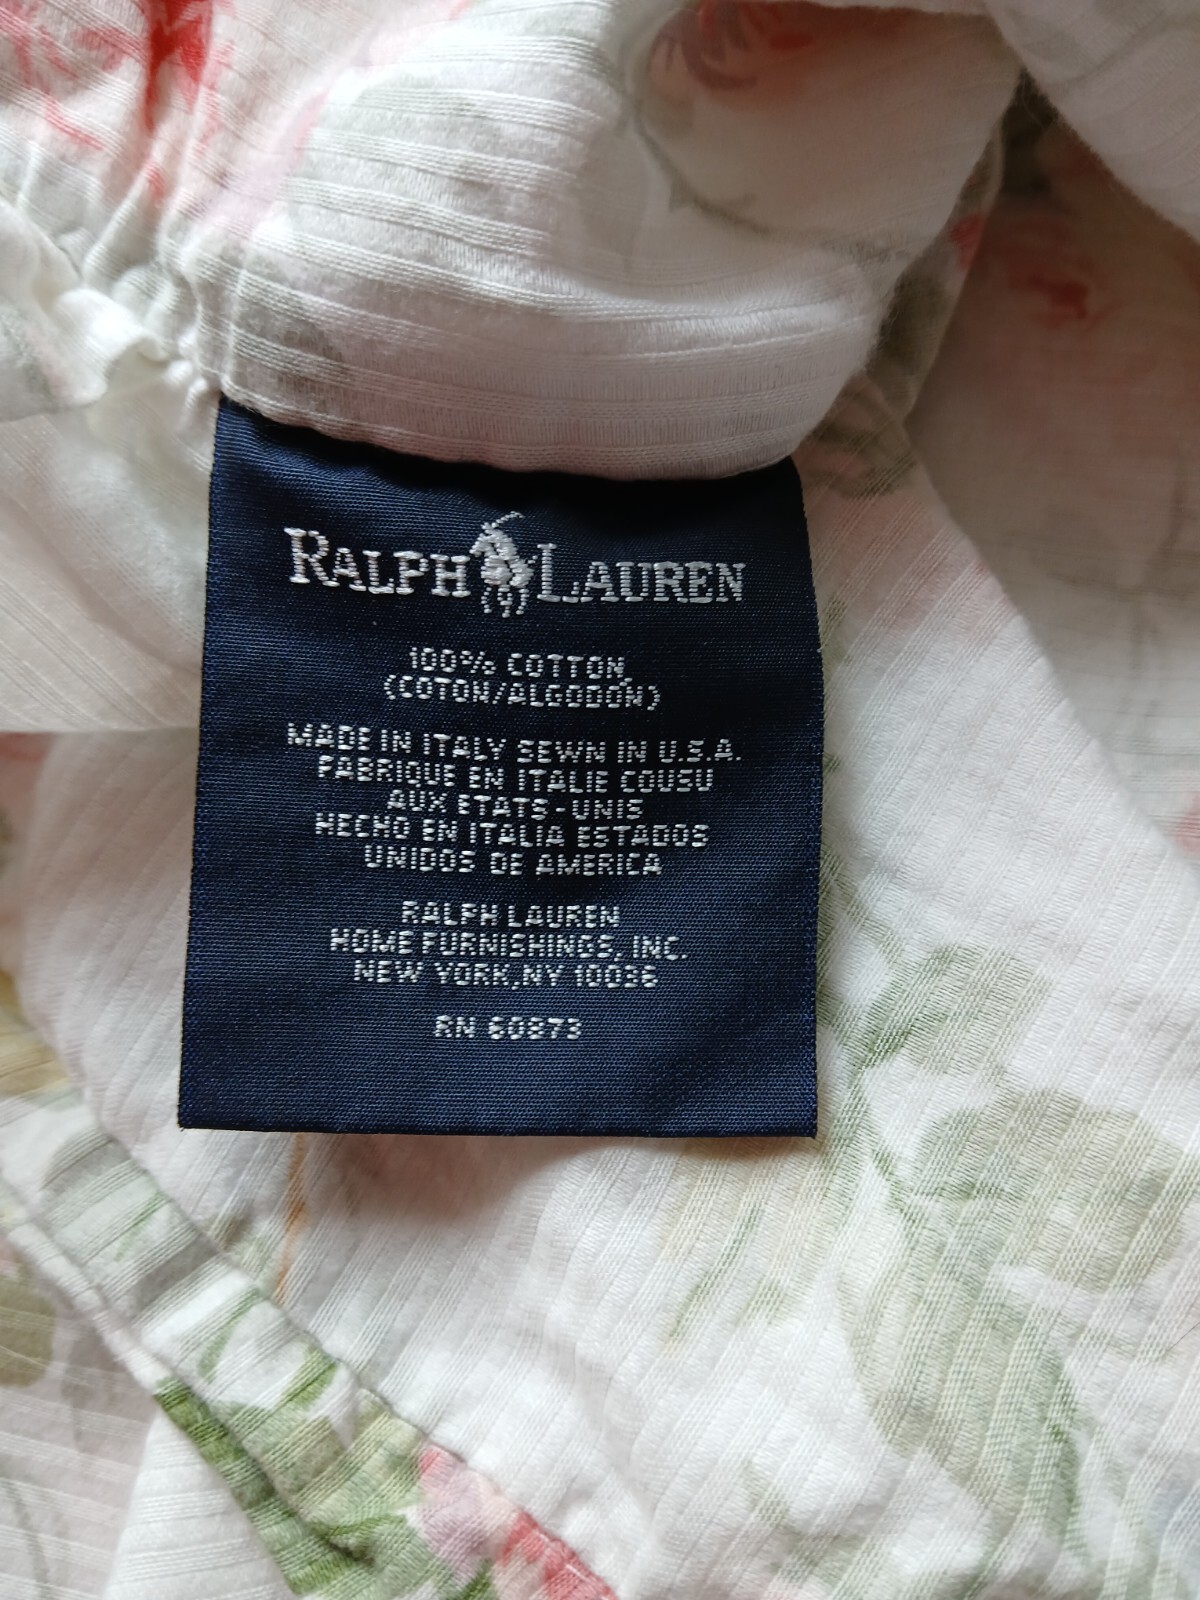 RALPH LAUREN
100% COTTON
(COTON/ALGODON)
MADE IN ITALY SEWN IN U.S.A.
FABRIQUE EN ITALIE COUSU
AUX ETATS-UNIS
HECHO EN ITALIA ESTADOS
UNIDOS DE AMERICA
RALPH LAUREN
HOME FURNISHINGS, INC.
NEW YORK,NY 10036
RN 60873